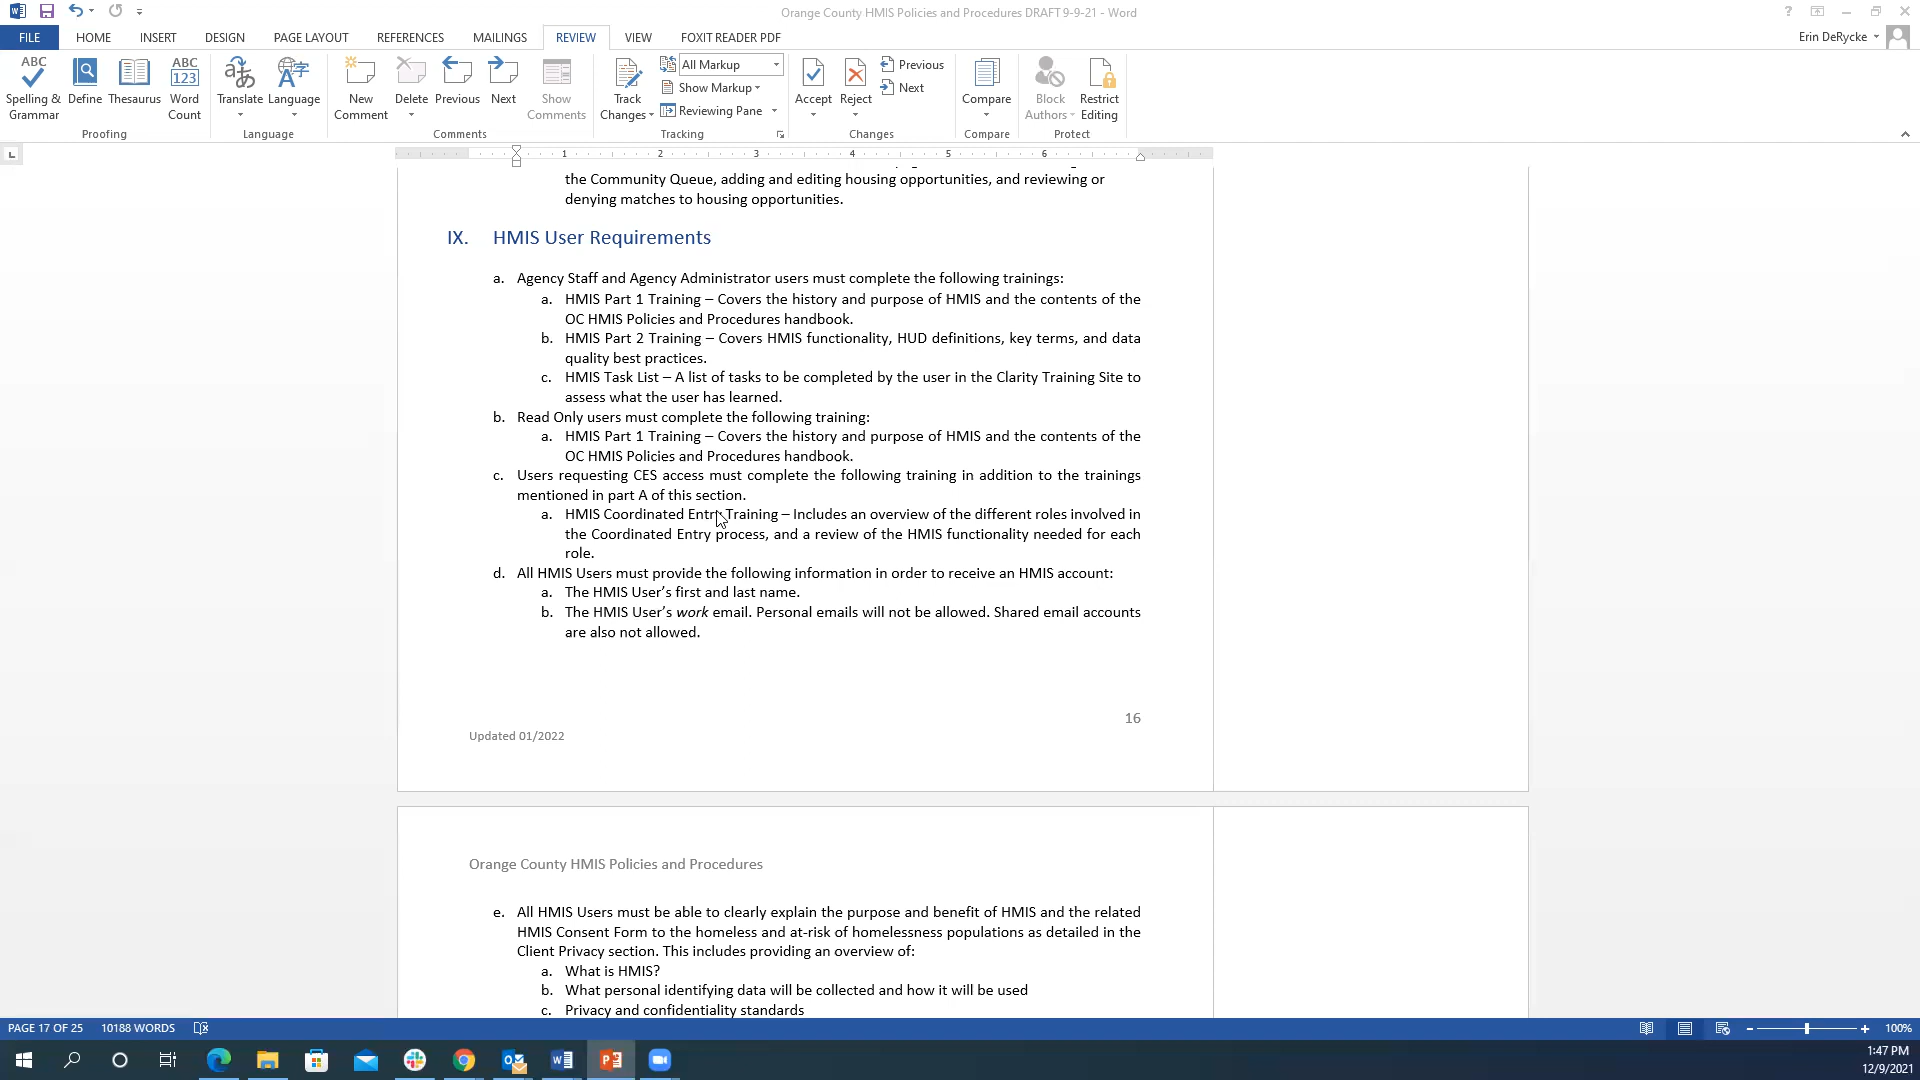 Orange County HMIS Policies and Procedures DRAFT 9-9-21 - Word
FILE HOME INSERT DESIGN PAGE LAYOUT REFERENCES MAILINGS REVIEW VIEW FOXIT READER PDF Erin DeRycke
ABC ABC 123
Spelling & Grammar Define Thesaurus Word Count Translate Language New Comment Delete Previous Next Show Comments Track Changes All Markup Show Markup Reviewing Pane Accept Reject Previous Next Compare Block Authors Restrict Editing
Proofing Language Comments Tracking Changes Compare Protect
1 2 3 4 5 6
the Community Queue, adding and editing housing opportunities, and reviewing or
denying matches to housing opportunities.
IX. HMIS User Requirements
a. Agency Staff and Agency Administrator users must complete the following trainings:
a. HMIS Part 1 Training – Covers the history and purpose of HMIS and the contents of the
OC HMIS Policies and Procedures handbook.
b. HMIS Part 2 Training – Covers HMIS functionality, HUD definitions, key terms, and data
quality best practices.
c. HMIS Task List – A list of tasks to be completed by the user in the Clarity Training Site to
assess what the user has learned.
b. Read Only users must complete the following training:
a. HMIS Part 1 Training – Covers the history and purpose of HMIS and the contents of the
OC HMIS Policies and Procedures handbook.
c. Users requesting CES access must complete the following training in addition to the trainings
mentioned in part A of this section.
a. HMIS Coordinated Entry Training – Includes an overview of the different roles involved in
the Coordinated Entry process, and a review of the HMIS functionality needed for each
role.
d. All HMIS Users must provide the following information in order to receive an HMIS account:
a. The HMIS User’s first and last name.
b. The HMIS User’s work email. Personal emails will not be allowed. Shared email accounts
are also not allowed.
16
Updated 01/2022
Orange County HMIS Policies and Procedures
e. All HMIS Users must be able to clearly explain the purpose and benefit of HMIS and the related
HMIS Consent Form to the homeless and at-risk of homelessness populations as detailed in the
Client Privacy section. This includes providing an overview of:
a. What is HMIS?
b. What personal identifying data will be collected and how it will be used
c. Privacy and confidentiality standards
PAGE 17 OF 25 10188 WORDS 100%
1:47 PM
12/9/2021